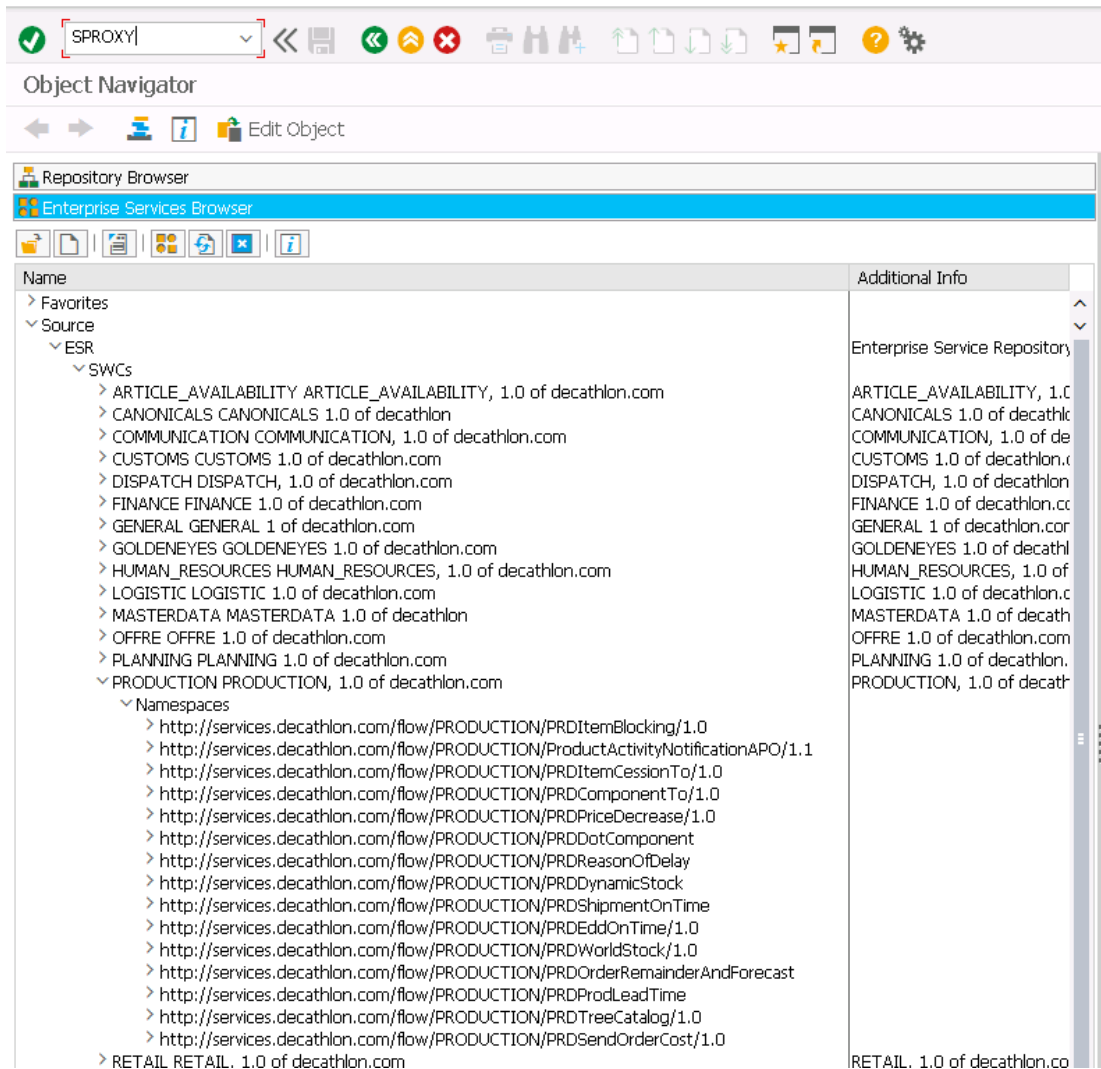 SPROXY
Object Navigator
Edit Object
Repository Browser
Enterprise Services Browser
Name Additional Info
Favorites
Source
ESR Enterprise Service Repository
SWCs
ARTICLE_AVAILABILITY ARTICLE_AVAILABILITY, 1.0 of decathlon.com ARTICLE_AVAILABILITY, 1.0
CANONICALS CANONICALS 1.0 of decathlon CANONICALS 1.0 of decathlo
COMMUNICATION COMMUNICATION, 1.0 of decathlon.com COMMUNICATION, 1.0 of de
CUSTOMS CUSTOMS 1.0 of decathlon.com CUSTOMS 1.0 of decathlon.c
DISPATCH DISPATCH, 1.0 of decathlon.com DISPATCH, 1.0 of decathlon
FINANCE FINANCE 1.0 of decathlon.com FINANCE 1.0 of decathlon.co
GENERAL GENERAL 1 of decathlon.com GENERAL 1 of decathlon.com
GOLDENEYES GOLDENEYES 1.0 of decathlon.com GOLDENEYES 1.0 of decathl
HUMAN_RESOURCES HUMAN_RESOURCES, 1.0 of decathlon.com HUMAN_RESOURCES, 1.0 of
LOGISTIC LOGISTIC 1.0 of decathlon.com LOGISTIC 1.0 of decathlon.c
MASTERDATA MASTERDATA 1.0 of decathlon MASTERDATA 1.0 of decath
OFFRE OFFRE 1.0 of decathlon.com OFFRE 1.0 of decathlon.com
PLANNING PLANNING 1.0 of decathlon.com PLANNING 1.0 of decathlon.
PRODUCTION PRODUCTION, 1.0 of decathlon.com PRODUCTION, 1.0 of decath
Namespaces
http://services.decathlon.com/flow/PRODUCTION/PRDItemBlocking/1.0
http://services.decathlon.com/flow/PRODUCTION/ProductActivityNotificationAPO/1.1
http://services.decathlon.com/flow/PRODUCTION/PRDItemCessionTo/1.0
http://services.decathlon.com/flow/PRODUCTION/PRDComponentTo/1.0
http://services.decathlon.com/flow/PRODUCTION/PRDPriceDecrease/1.0
http://services.decathlon.com/flow/PRODUCTION/PRDDotComponent
http://services.decathlon.com/flow/PRODUCTION/PRDReasonOfDelay
http://services.decathlon.com/flow/PRODUCTION/PRDDynamicStock
http://services.decathlon.com/flow/PRODUCTION/PRDShipmentOnTime
http://services.decathlon.com/flow/PRODUCTION/PRDEddOnTime/1.0
http://services.decathlon.com/flow/PRODUCTION/PRDWorldStock/1.0
http://services.decathlon.com/flow/PRODUCTION/PRDOrderRemainderAndForecast
http://services.decathlon.com/flow/PRODUCTION/PRDProdLeadTime
http://services.decathlon.com/flow/PRODUCTION/PRDTreeCatalog/1.0
http://services.decathlon.com/flow/PRODUCTION/PRDSendOrderCost/1.0
RETAIL RETAIL, 1.0 of decathlon.com RETAIL, 1.0 of decathlon.co